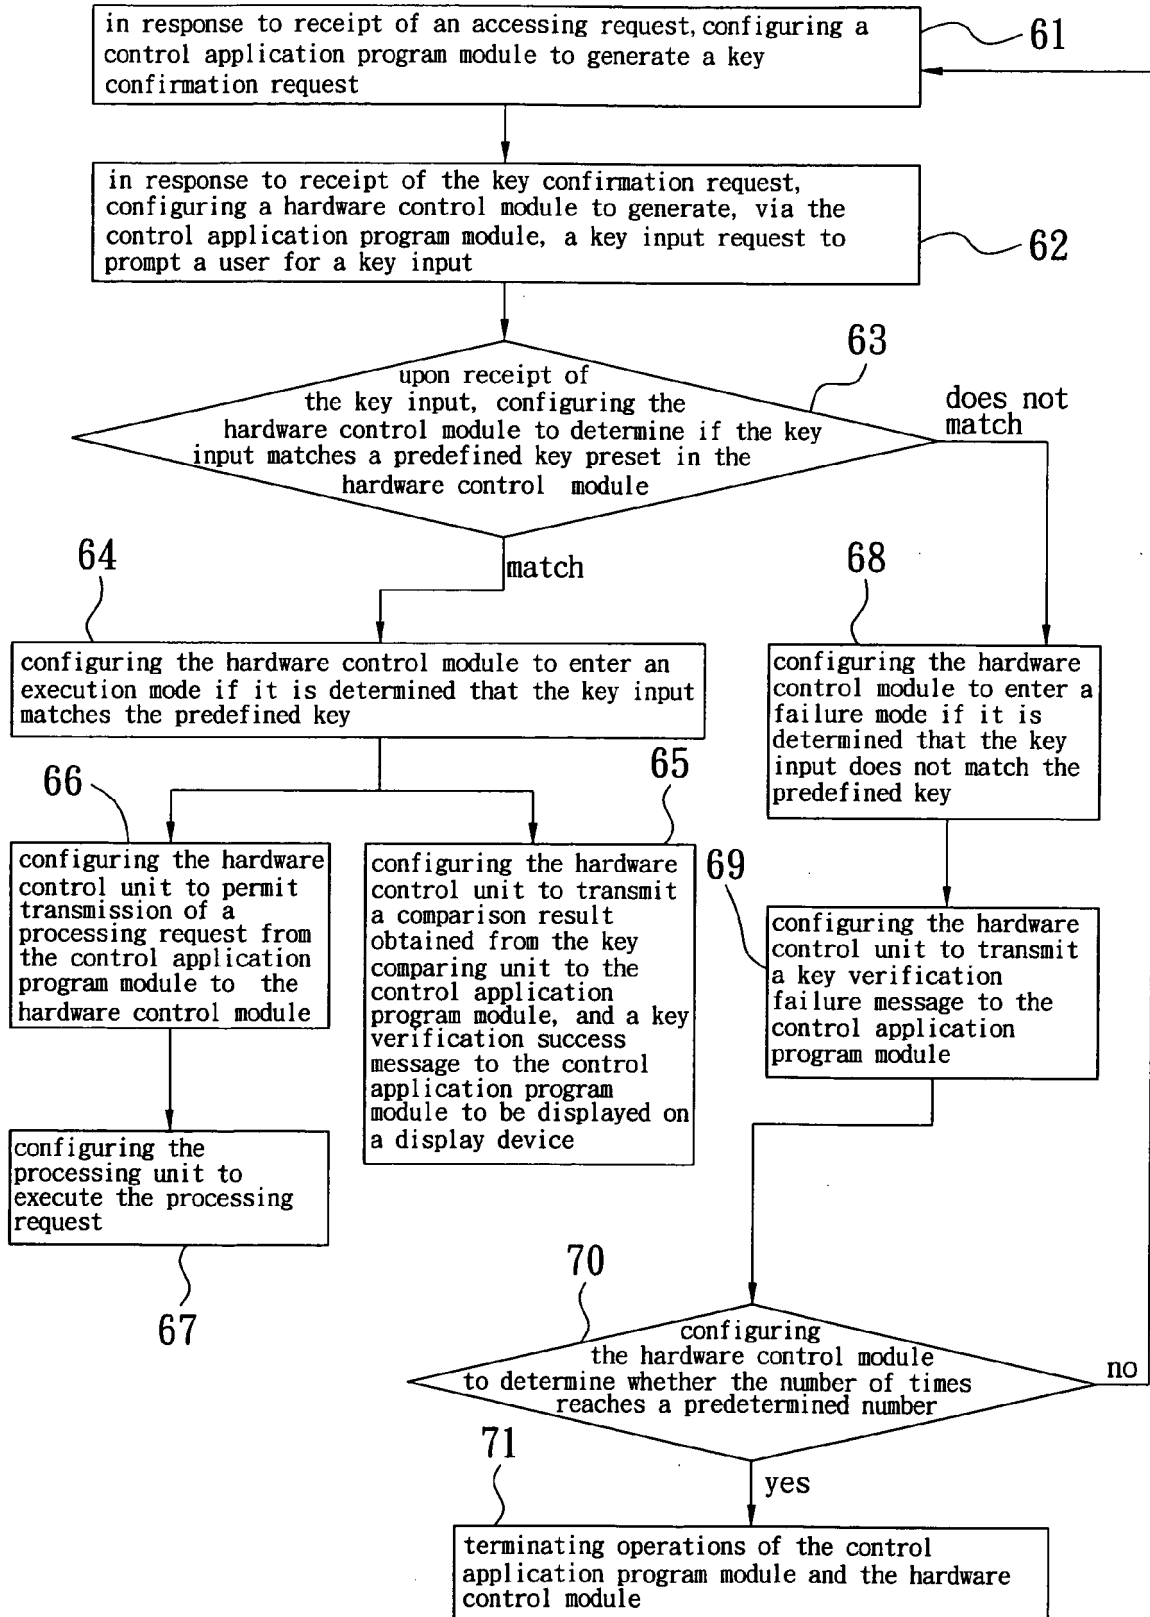 in response to receipt of an accessing request, configuring a
control application program module to generate a key
confirmation request
61
in response to receipt of the key confirmation request,
configuring a hardware control module to generate, via the
control application program module, a key input request to
prompt a user for a key input
62
63
upon receipt of
the key input, configuring the
hardware control module to determine if the key
input matches a predefined key preset in the
hardware control module
does not
match
match
64
configuring the hardware control module to enter an
execution mode if it is determined that the key input
matches the predefined key
68
configuring the hardware
control module to enter a
failure mode if it is
determined that the key
input does not match the
predefined key
66
configuring the hardware
control unit to permit
transmission of a
processing request from
the control application
program module to the
hardware control module
65
configuring the hardware
control unit to transmit
a comparison result
obtained from the key
comparing unit to the
control application
program module, and a key
verification success
message to the control
application program
module to be displayed on
a display device
69
configuring the hardware
control unit to transmit
a key verification
failure message to the
control application
program module
configuring the
processing unit to
execute the processing
request
67
70
configuring
the hardware control module
to determine whether the number of times
reaches a predetermined number
no
yes
71
terminating operations of the control
application program module and the hardware
control module